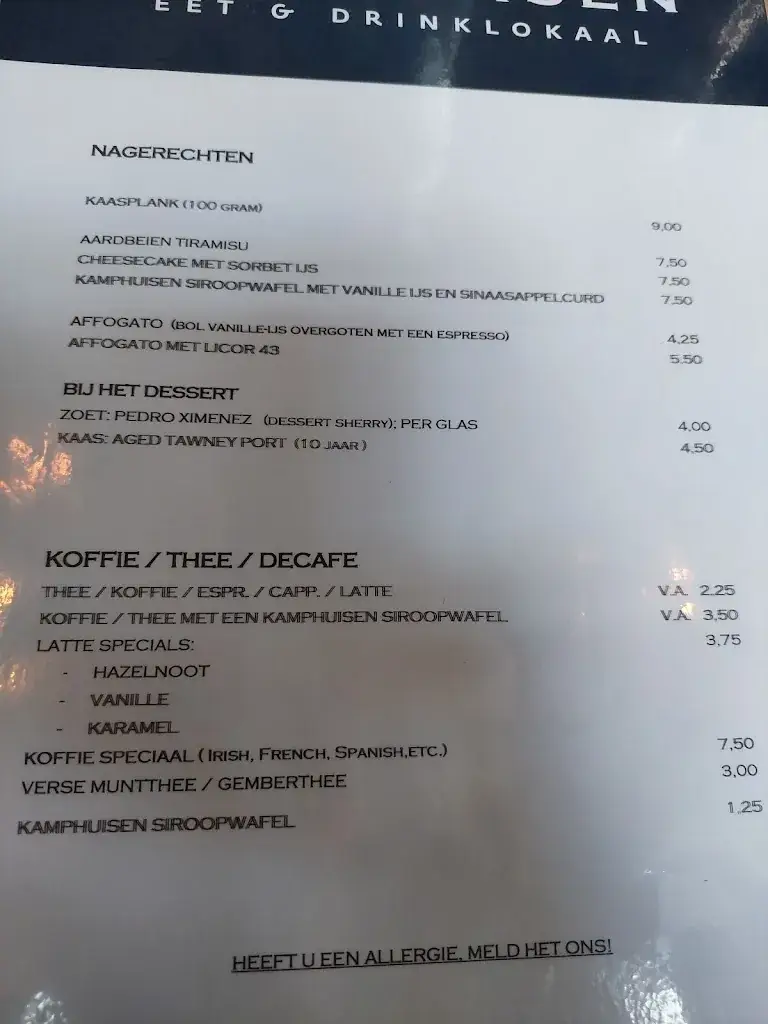 EET & DRINKLOKAAL
NAGERECHTEN
KAASPLANK (100 GRAM) 9,00
AARDBEIEN TIRAMISU 7,50
CHEESECAKE MET SORBET IJS 7,50
KAMPHUISEN SIROOPWAFEL MET VANILLE IJS EN SINAASAPPELCURD 7,50
AFFOGATO (BOL VANILLE-IJS OVERGOTEN MET EEN ESPRESSO) 4,25
AFFOGATO MET LICOR 43 5.50
BIJ HET DESSERT
ZOET: PEDRO XIMENEZ (DESSERT SHERRY); PER GLAS 4,00
KAAS: AGED TAWNEY PORT (10 JAAR) 4,50
KOFFIE / THEE / DECAFE
THEE / KOFFIE / ESPR. / CAPP. / LATTE V.A. 2.25
KOFFIE / THEE MET EEN KAMPHUISEN SIROOPWAFEL V.A. 3,50
LATTE SPECIALS: 3,75
- HAZELNOOT
- VANILLE
- KARAMEL
KOFFIE SPECIAAL (IRISH, FRENCH, SPANISH,ETC.) 7,50
VERSE MUNTTHEE / GEMBERTHEE 3,00
KAMPHUISEN SIROOPWAFEL 1,25
HEEFT U EEN ALLERGIE, MELD HET ONS!